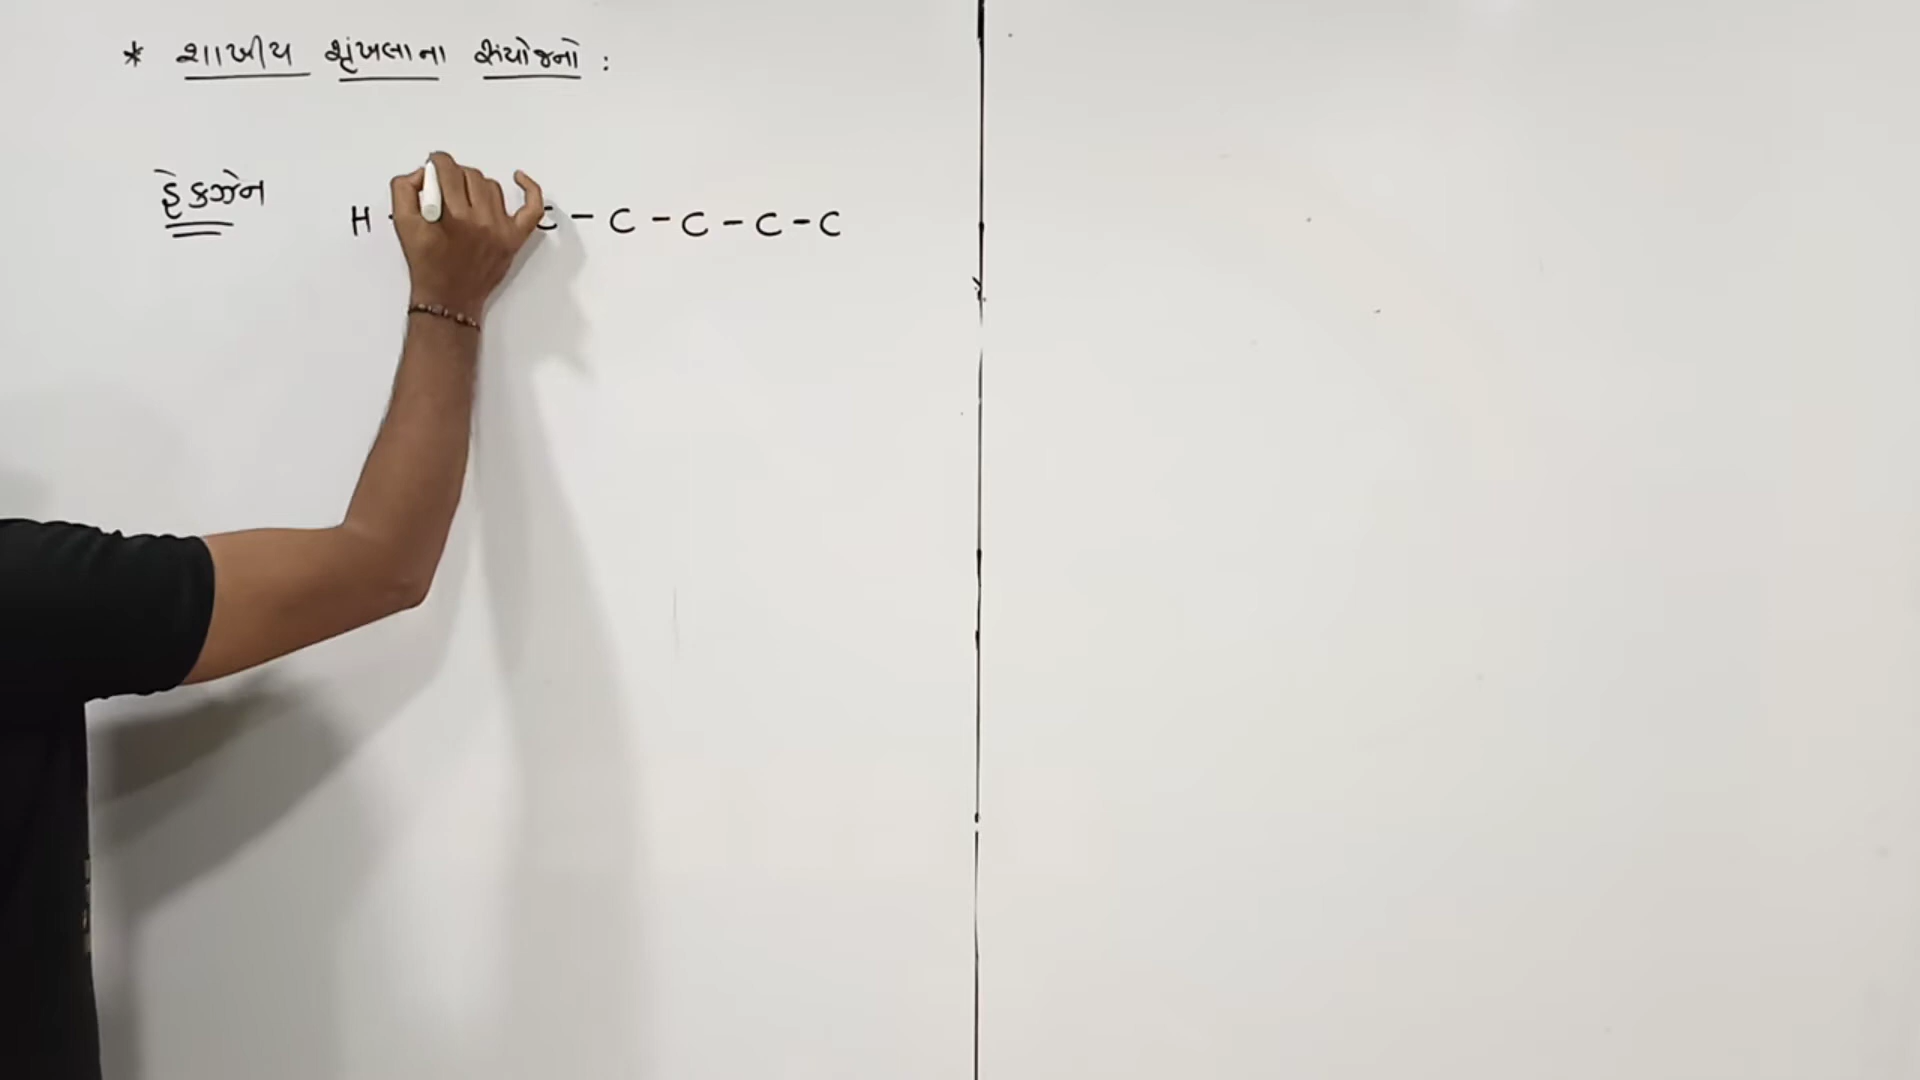 * શાખીય શૃંખલાના સંયોજનો :
હેક્ઝેન H - C - C - C - C - C